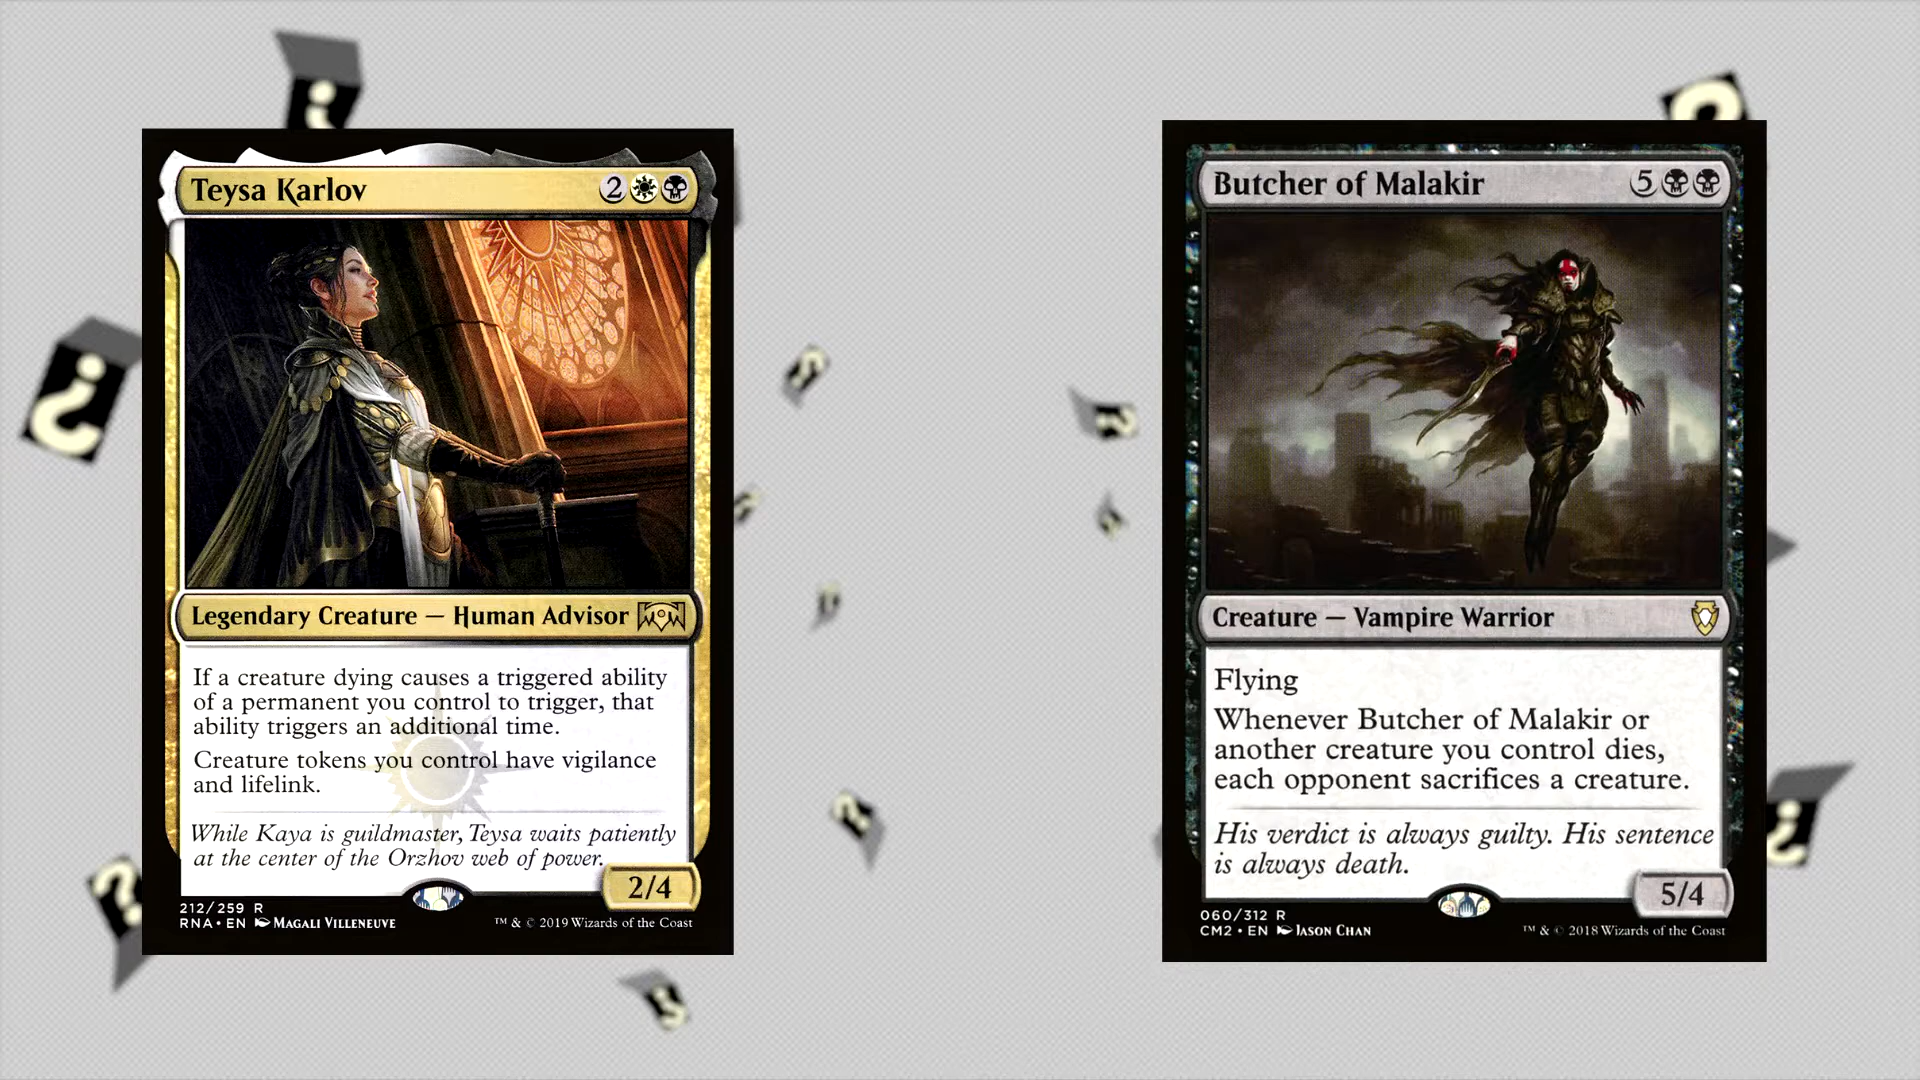 Teysa Karlov 2
Legendary Creature — Human Advisor
If a creature dying causes a triggered ability
of a permanent you control to trigger, that
ability triggers an additional time.
Creature tokens you control have vigilance
and lifelink.
While Kaya is guildmaster, Teysa waits patiently
at the center of the Orzhov web of power.
2/4
212/259 R
RNA • EN MAGALI VILLENEUVE
™ & © 2019 Wizards of the Coast
Butcher of Malakir 5
Creature — Vampire Warrior
Flying
Whenever Butcher of Malakir or
another creature you control dies,
each opponent sacrifices a creature.
His verdict is always guilty. His sentence
is always death.
5/4
060/312 R
CM2 • EN JASON CHAN
™ & © 2018 Wizards of the Coast